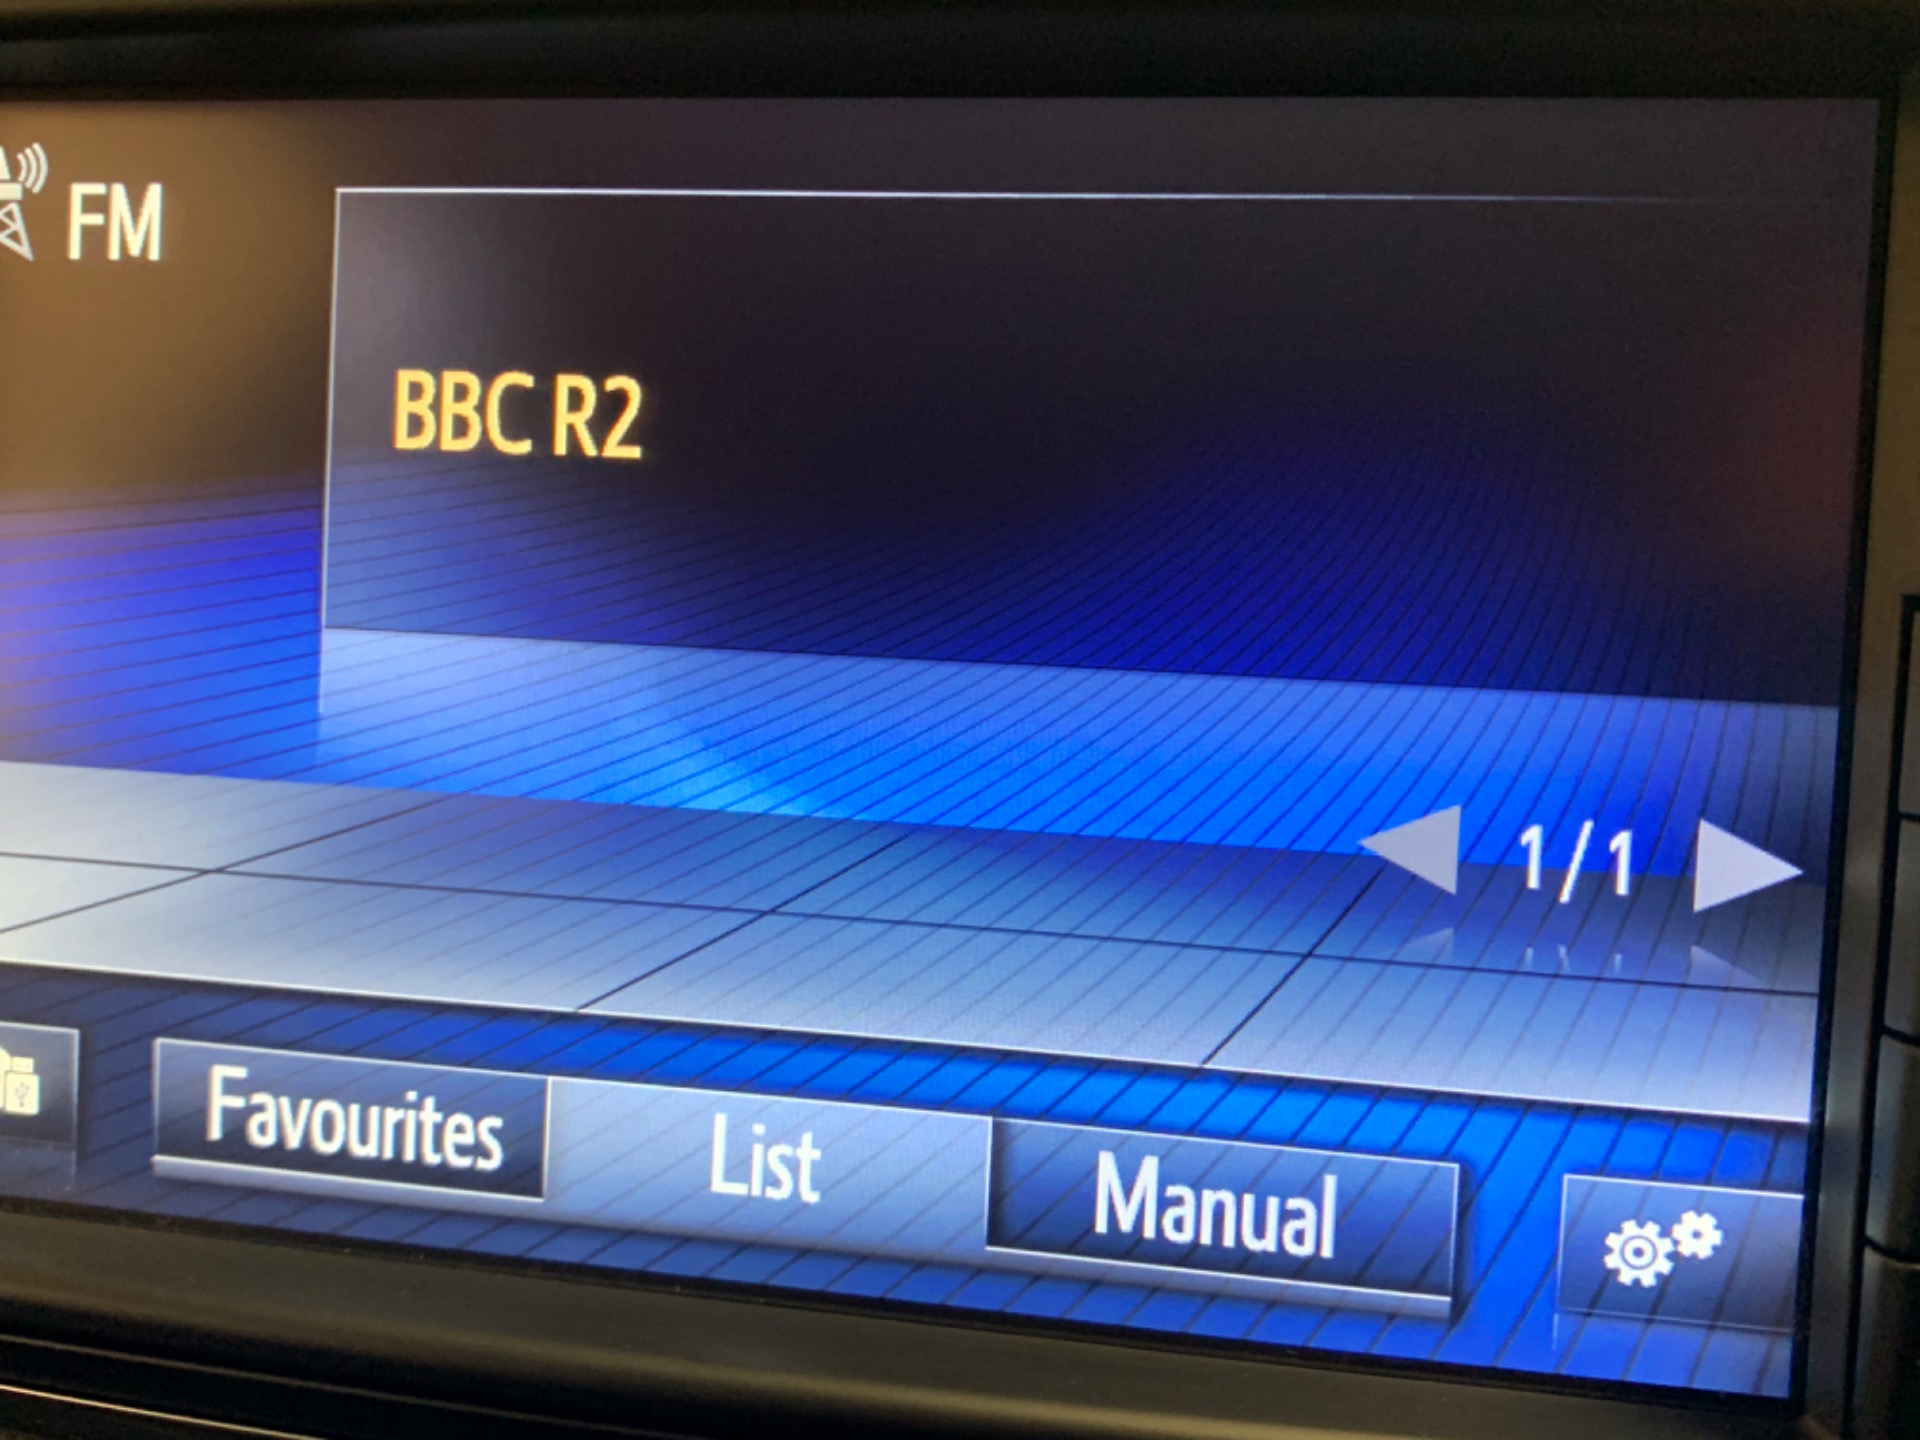 FM
BBC R2
1/1
Favourites
List
Manual